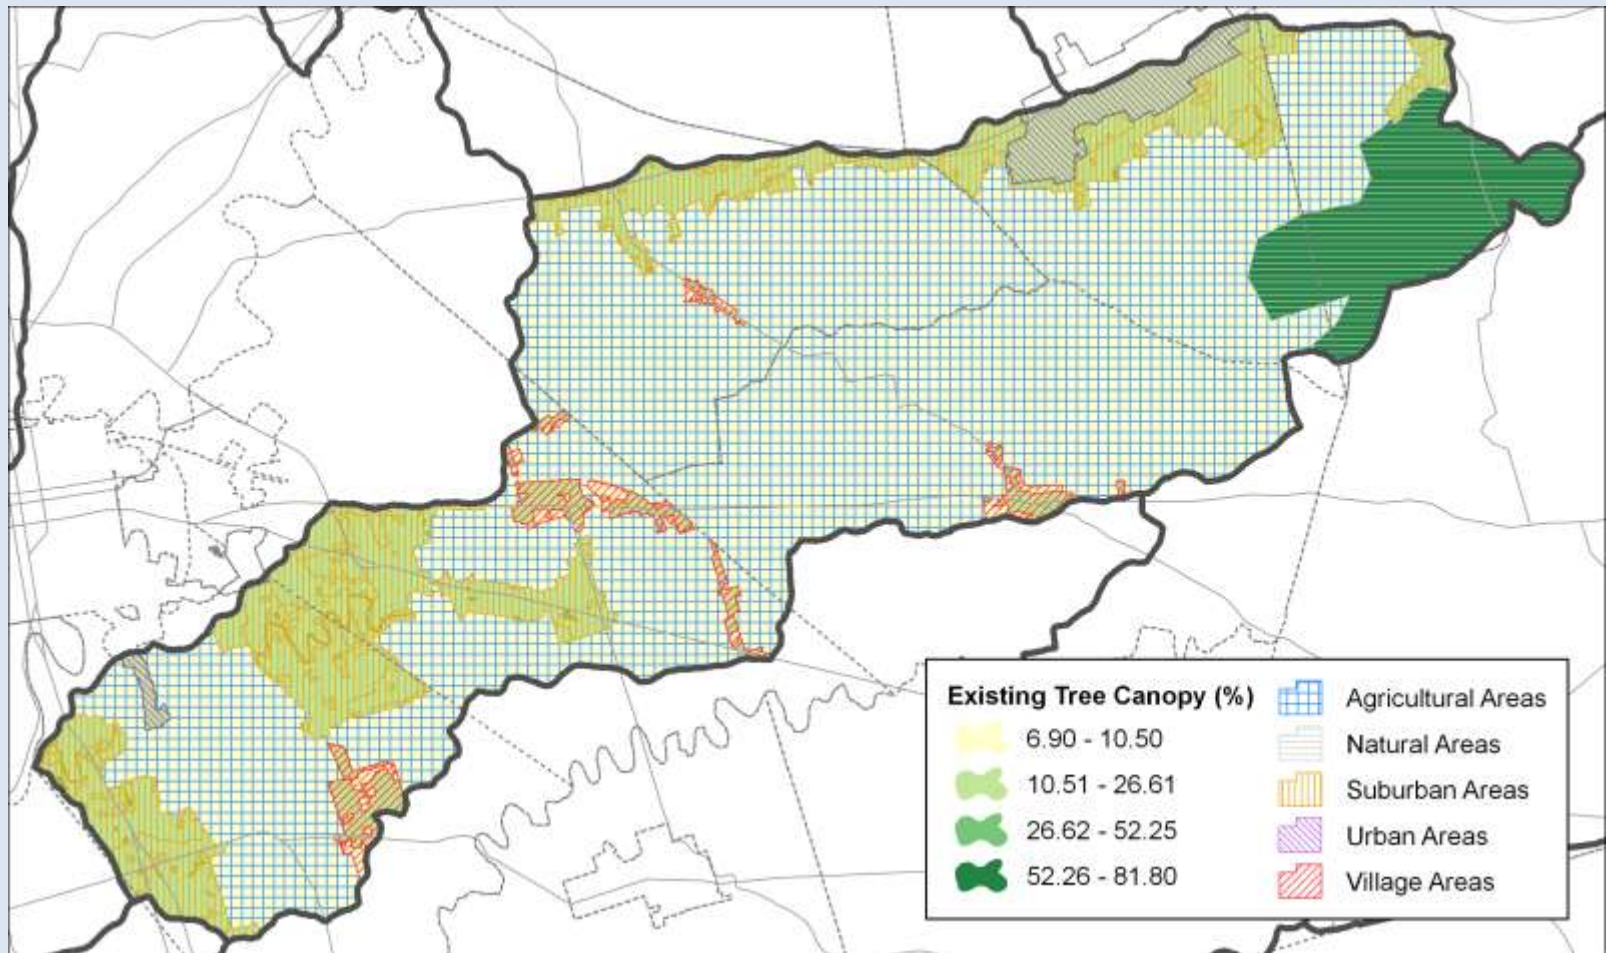 Existing Tree Canopy (%)
6.90 - 10.50
10.51 - 26.61
26.62 - 52.25
52.26 - 81.80
Agricultural Areas
Natural Areas
Suburban Areas
Urban Areas
Village Areas